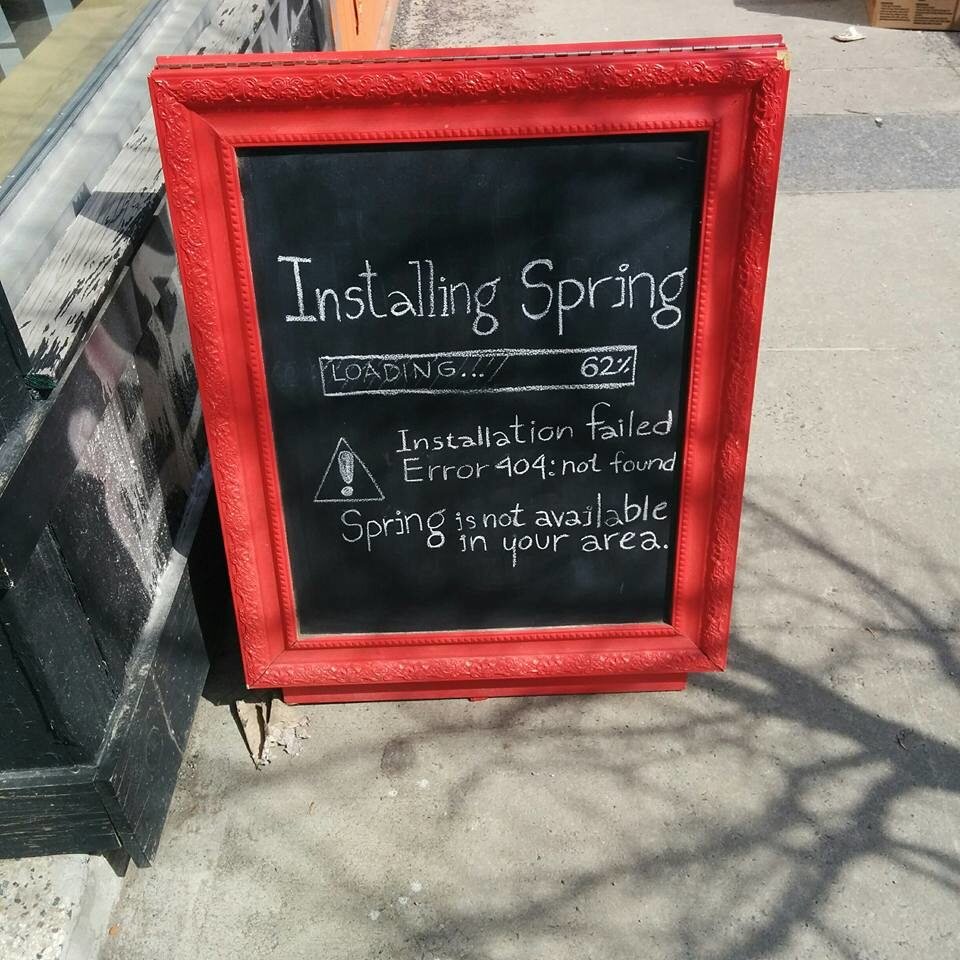 Installing Spring
LOADING... 62%
Installation failed
Error 404: not found
Spring is not available
in your area.